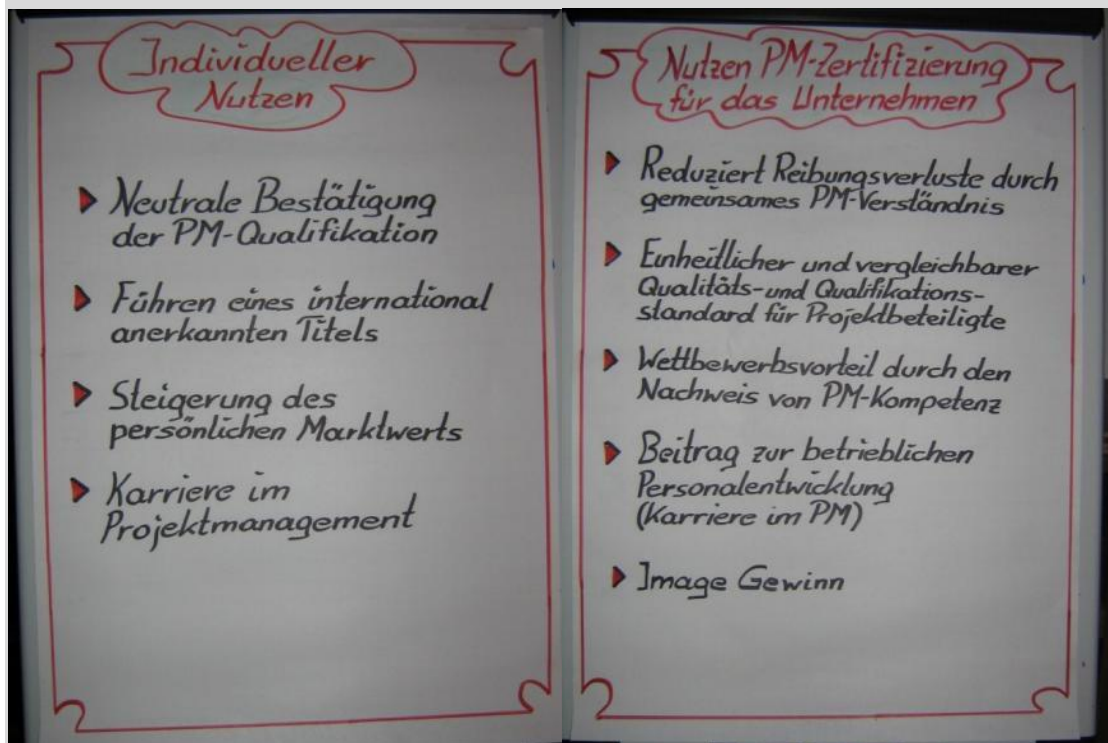 Individueller
Nutzen
Neutrale Bestätigung
der PM-Qualifikation
Führen eines international
anerkannten Titels
Steigerung des
persönlichen Marktwerts
Karriere im
Projektmanagement
Nutzen PM-Zertifizierung
für das Unternehmen
Reduziert Reibungsverluste durch
gemeinsames PM-Verständnis
Einheitlicher und vergleichbarer
Qualitäts- und Qualifikations-
standard für Projektbeteiligte
Wettbewerbsvorteil durch den
Nachweis von PM-Kompetenz
Beitrag zur betrieblichen
Personalentwicklung
(Karriere im PM)
Image Gewinn